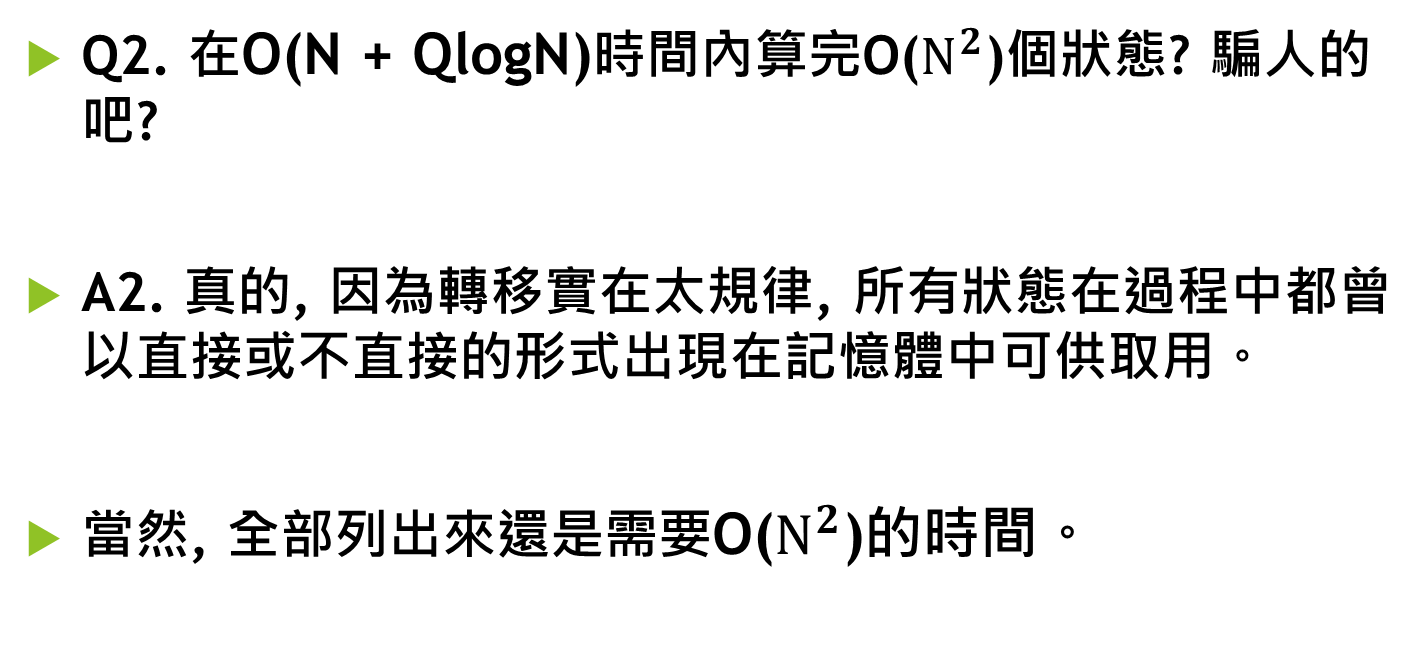 Q2. 在O(N + QlogN)時間內算完O(N²)個狀態? 騙人的
吧?
A2. 真的, 因為轉移實在太規律, 所有狀態在過程中都曾
以直接或不直接的形式出現在記憶體中可供取用。
當然, 全部列出來還是需要O(N²)的時間。